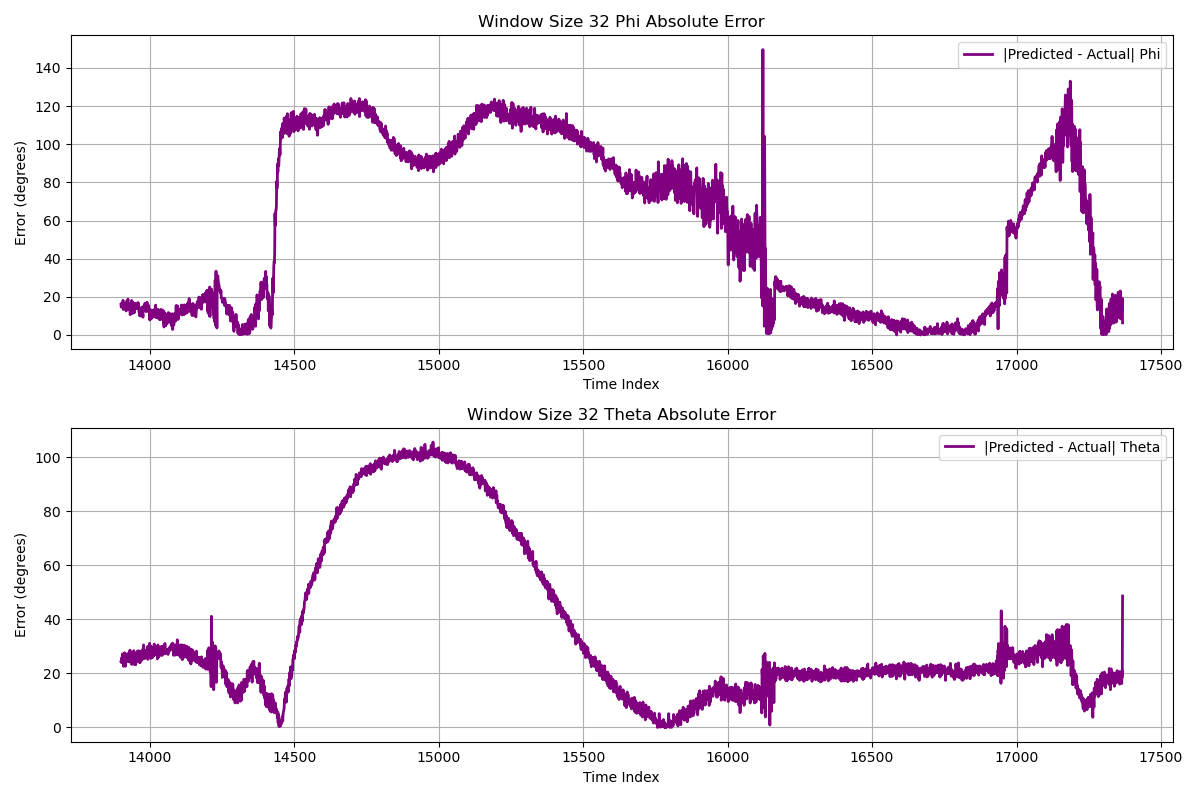 Window Size 32 Phi Absolute Error
|Predicted - Actual| Phi
Error (degrees)
140
120
100
80
60
40
20
0
14000 14500 15000 15500 16000 16500 17000 17500
Time Index
Window Size 32 Theta Absolute Error
|Predicted - Actual| Theta
Error (degrees)
100
80
60
40
20
0
14000 14500 15000 15500 16000 16500 17000 17500
Time Index